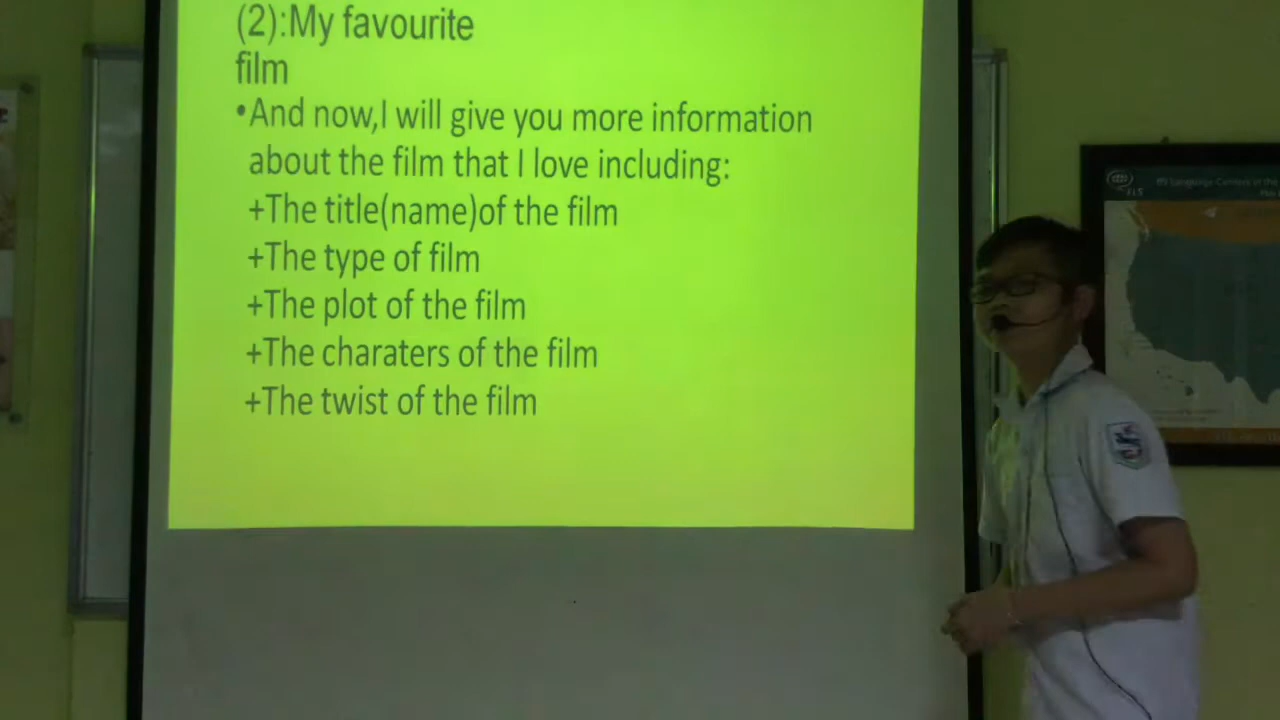 (2):My favourite
film
•And now,I will give you more information
about the film that I love including:
+The title(name)of the film
+The type of film
+The plot of the film
+The charaters of the film
+The twist of the film
ELS